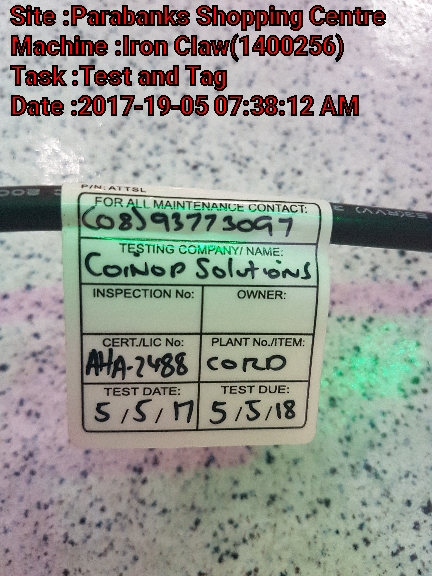 Site :Parabanks Shopping Centre
Machine :Iron Claw(1400256)
Task :Test and Tag
Date :2017-19-05 07:38:12 AM
P/N: ATTSL
FOR ALL MAINTENANCE CONTACT:
(08) 93773097
TESTING COMPANY/ NAME:
COINOP SOLUTIONS
INSPECTION No: OWNER:
CERT./LIC No: PLANT No./ITEM:
AHA-2488 CORD
TEST DATE: TEST DUE:
5/5/17 5/5/18